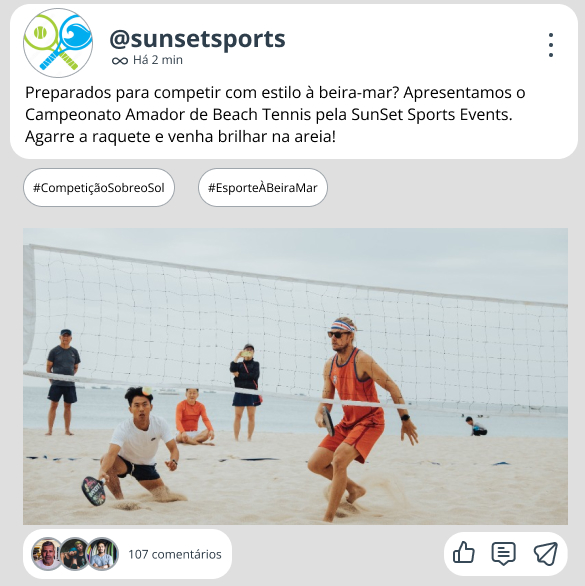 @sunsetsports
Há 2 min
Preparados para competir com estilo à beira-mar? Apresentamos o
Campeonato Amador de Beach Tennis pela SunSet Sports Events.
Agarre a raquete e venha brilhar na areia!
#CompetiçãoSobreoSol
#EsporteÀBeiraMar
107 comentários